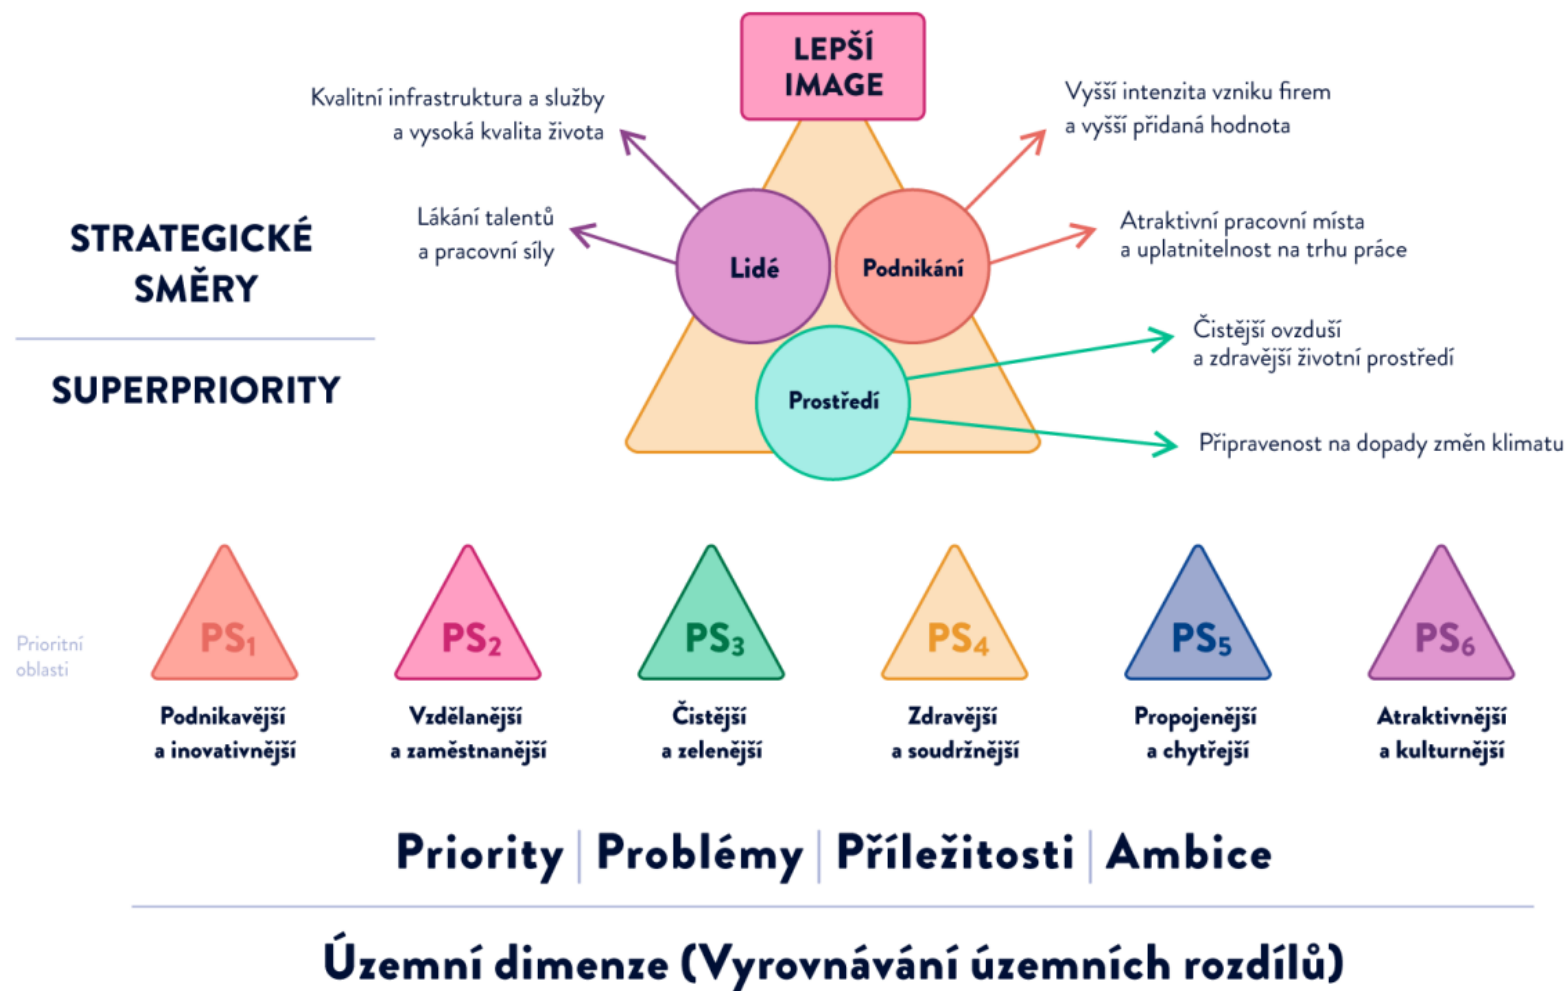 LEPŠÍ
IMAGE
Kvalitní infrastruktura a služby
a vysoká kvalita života
Vyšší intenzita vzniku firem
a vyšší přidaná hodnota
Lákání talentů
a pracovní síly
Atraktivní pracovní místa
a uplatnitelnost na trhu práce
STRATEGICKÉ
SMĚRY
Lidé
Podnikání
Čistější ovzduší
a zdravější životní prostředí
SUPERPRIORITY
Prostředí
Připravenost na dopady změn klimatu
Prioritní
oblasti
PS1
PS2
PS3
PS4
PS5
PS6
Podnikavější
a inovativnější
Vzdělanější
a zaměstnanější
Čistější
a zelenější
Zdravější
a soudržnější
Propojenější
a chytřejší
Atraktivnější
a kulturnější
Priority | Problémy | Příležitosti | Ambice
Územní dimenze (Vyrovnávání územních rozdílů)